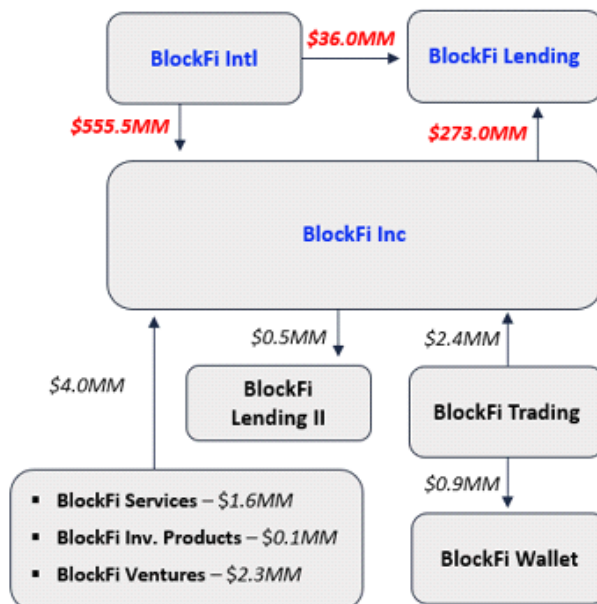 BlockFi Intl
$36.0MM
BlockFi Lending
$555.5MM
$273.0MM
BlockFi Inc
$0.5MM
$2.4MM
$4.0MM
BlockFi
Lending II
BlockFi Trading
$0.9MM
▪ BlockFi Services – $1.6MM
▪ BlockFi Inv. Products – $0.1MM
▪ BlockFi Ventures – $2.3MM
BlockFi Wallet